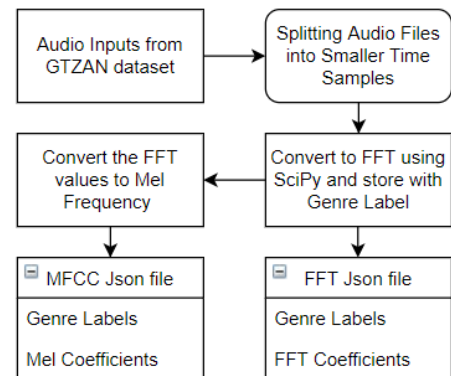 Audio Inputs from
GTZAN dataset
Splitting Audio Files
into Smaller Time
Samples
Convert the FFT
values to Mel
Frequency
Convert to FFT using
SciPy and store with
Genre Label
MFCC Json file
Genre Labels
Mel Coefficients
FFT Json file
Genre Labels
FFT Coefficients